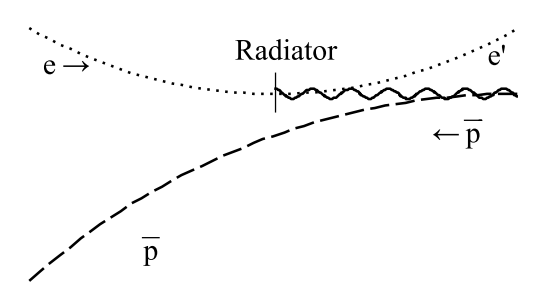 Radiator
e →
e'
← p̅
p̅